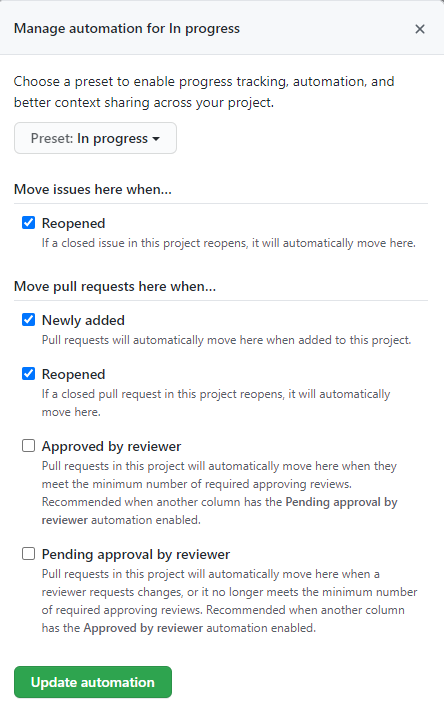 Manage automation for In progress
Choose a preset to enable progress tracking, automation, and
better context sharing across your project.
Preset: In progress
Move issues here when...
Reopened
If a closed issue in this project reopens, it will automatically move here.
Move pull requests here when...
Newly added
Pull requests will automatically move here when added to this project.
Reopened
If a closed pull request in this project reopens, it will automatically
move here.
Approved by reviewer
Pull requests in this project will automatically move here when they
meet the minimum number of required approving reviews.
Recommended when another column has the Pending approval by
reviewer automation enabled.
Pending approval by reviewer
Pull requests in this project will automatically move here when a
reviewer requests changes, or it no longer meets the minimum number
of required approving reviews. Recommended when another column
has the Approved by reviewer automation enabled.
Update automation